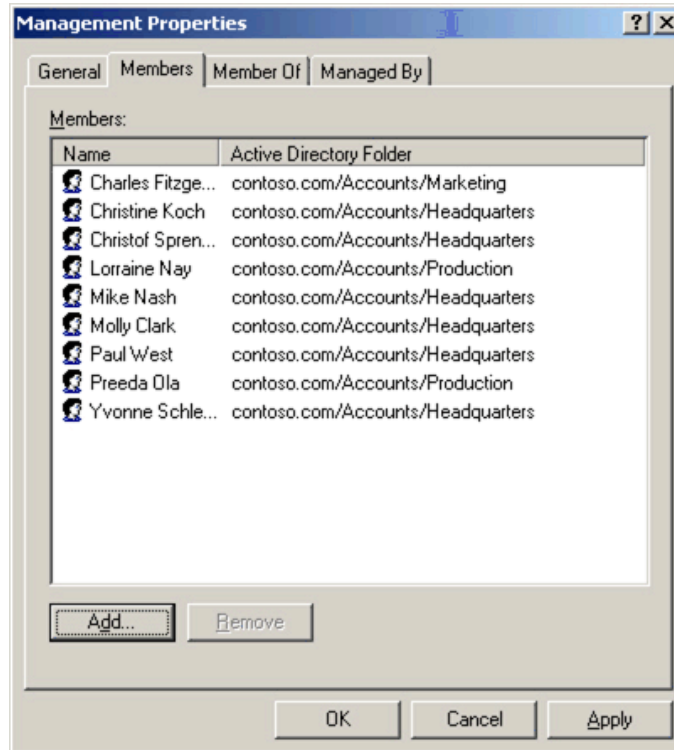 Management Properties
General Members Member Of Managed By
Members:
Name Active Directory Folder
Charles Fitzge... contoso.com/Accounts/Marketing
Christine Koch contoso.com/Accounts/Headquarters
Christof Spren... contoso.com/Accounts/Headquarters
Lorraine Nay contoso.com/Accounts/Production
Mike Nash contoso.com/Accounts/Headquarters
Molly Clark contoso.com/Accounts/Headquarters
Paul West contoso.com/Accounts/Headquarters
Preeda Ola contoso.com/Accounts/Production
Yvonne Schle... contoso.com/Accounts/Headquarters
Add... Remove
OK Cancel Apply